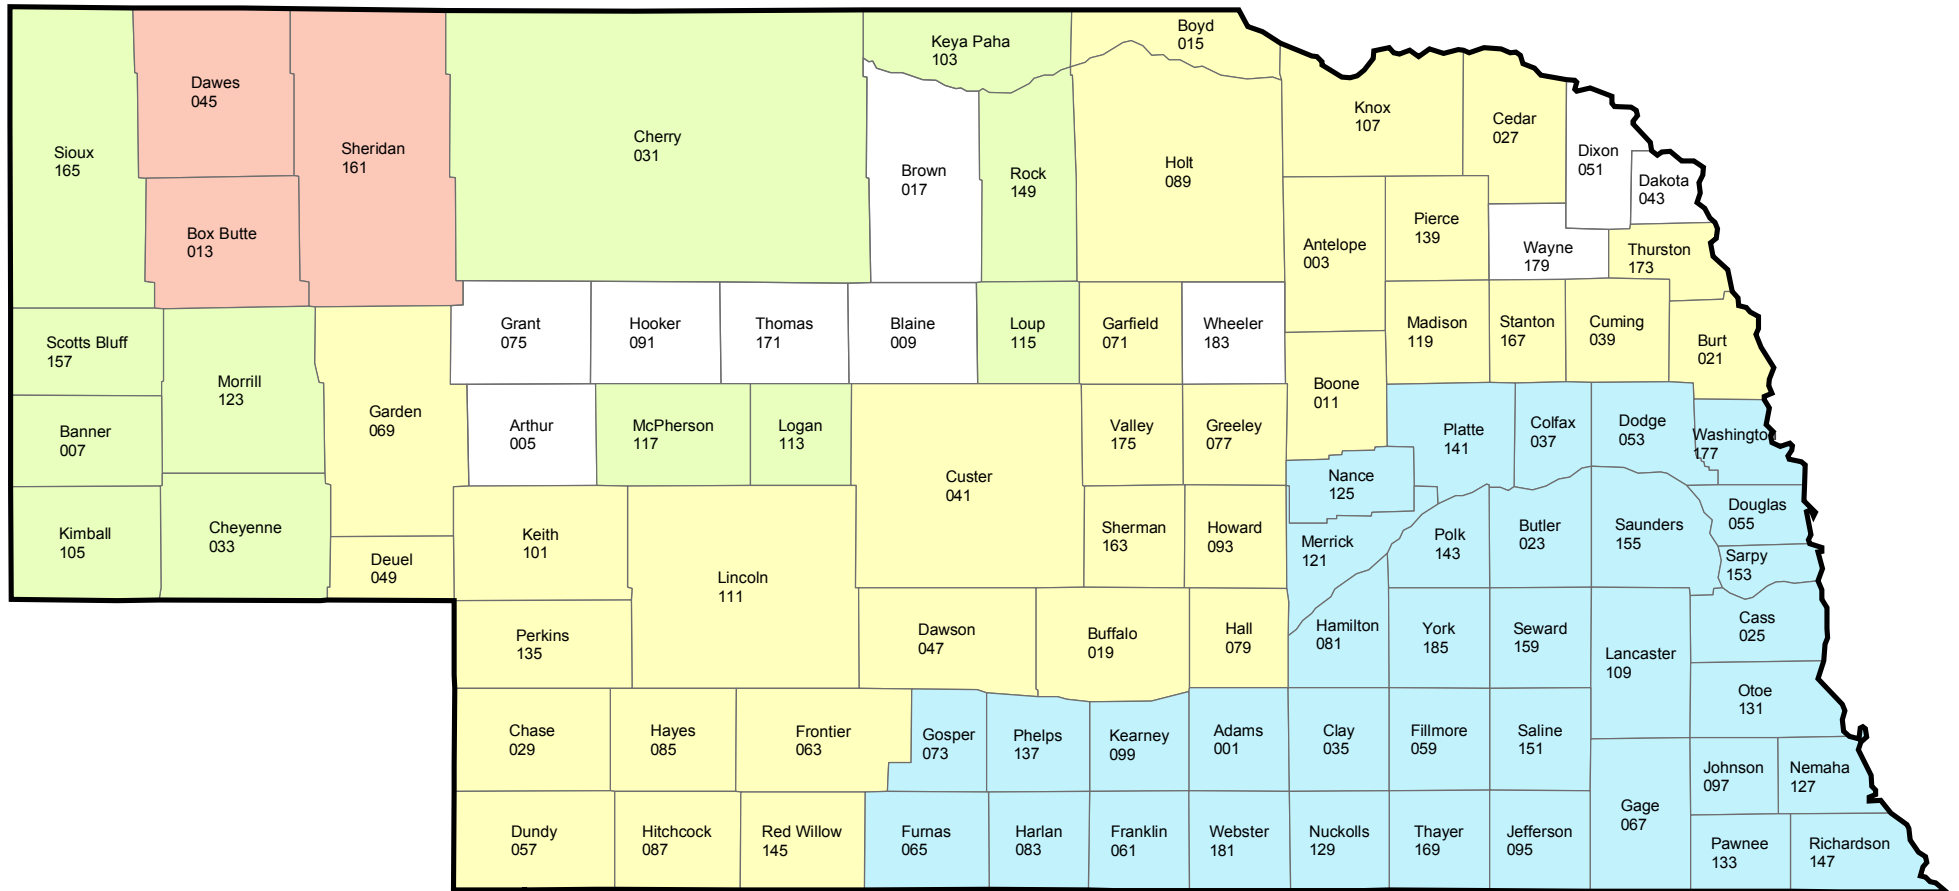 Boyd
015
Keya Paha
103
Dawes
045
Knox
107
Cedar
027
Cherry
031
Sheridan
161
Sioux
165
Dixon
051
Holt
089
Brown
017
Rock
149
Dakota
043
Pierce
139
Box Butte
013
Antelope
003
Wayne
179
Thurston
173
Grant
075
Hooker
091
Thomas
171
Blaine
009
Loup
115
Garfield
071
Wheeler
183
Madison
119
Stanton
167
Cuming
039
Scotts Bluff
157
Burt
021
Morrill
123
Boone
011
Garden
069
Banner
007
Arthur
005
McPherson
117
Logan
113
Valley
175
Greeley
077
Platte
141
Colfax
037
Dodge
053
Washington
177
Custer
041
Nance
125
Douglas
055
Kimball
105
Cheyenne
033
Keith
101
Sherman
163
Howard
093
Merrick
121
Polk
143
Butler
023
Saunders
155
Sarpy
153
Deuel
049
Lincoln
111
Perkins
135
Dawson
047
Buffalo
019
Hall
079
Hamilton
081
York
185
Seward
159
Cass
025
Lancaster
109
Otoe
131
Chase
029
Hayes
085
Frontier
063
Gosper
073
Phelps
137
Kearney
099
Adams
001
Clay
035
Fillmore
059
Saline
151
Johnson
097
Nemaha
127
Gage
067
Dundy
057
Hitchcock
087
Red Willow
145
Furnas
065
Harlan
083
Franklin
061
Webster
181
Nuckolls
129
Thayer
169
Jefferson
095
Pawnee
133
Richardson
147